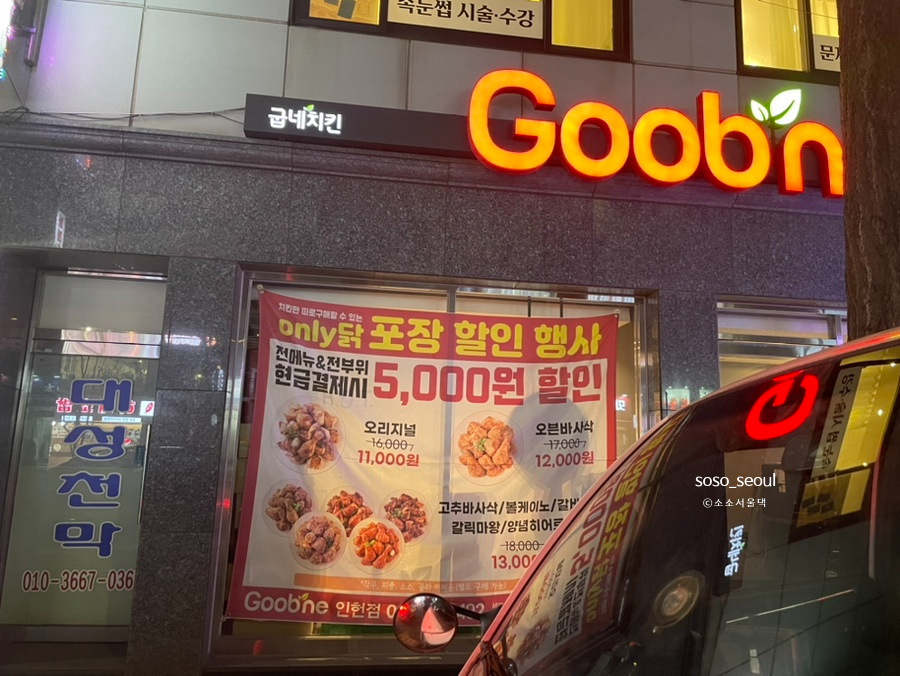 속눈썹 시술·수강
문
굽네치킨
Goobn
치킨만 따로구매할 수 있는
only닭 포장 할인 행사
전메뉴&전부위
현금결제시 5,000원 할인
오리지널
16,000
11,000원
오븐바사삭
17,000
12,000원
고추바사삭/볼케이노/갈비
갈릭마왕/양념히어로
18,000
13,000
Goobne 인헌점
대성천막
010-3667-036
soso_seoul
ⓒ소소서울댁